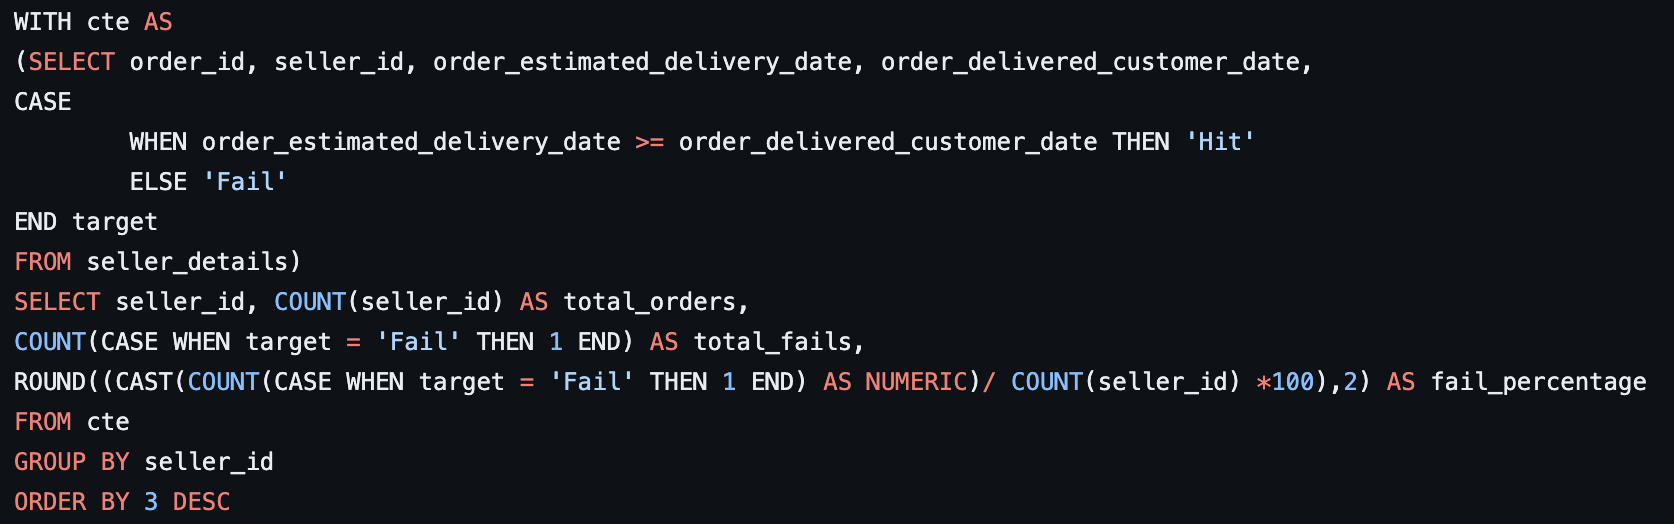 WITH cte AS
(SELECT order_id, seller_id, order_estimated_delivery_date, order_delivered_customer_date,
CASE
        WHEN order_estimated_delivery_date >= order_delivered_customer_date THEN 'Hit'
        ELSE 'Fail'
END target
FROM seller_details)
SELECT seller_id, COUNT(seller_id) AS total_orders,
COUNT(CASE WHEN target = 'Fail' THEN 1 END) AS total_fails,
ROUND((CAST(COUNT(CASE WHEN target = 'Fail' THEN 1 END) AS NUMERIC)/ COUNT(seller_id) *100),2) AS fail_percentage
FROM cte
GROUP BY seller_id
ORDER BY 3 DESC